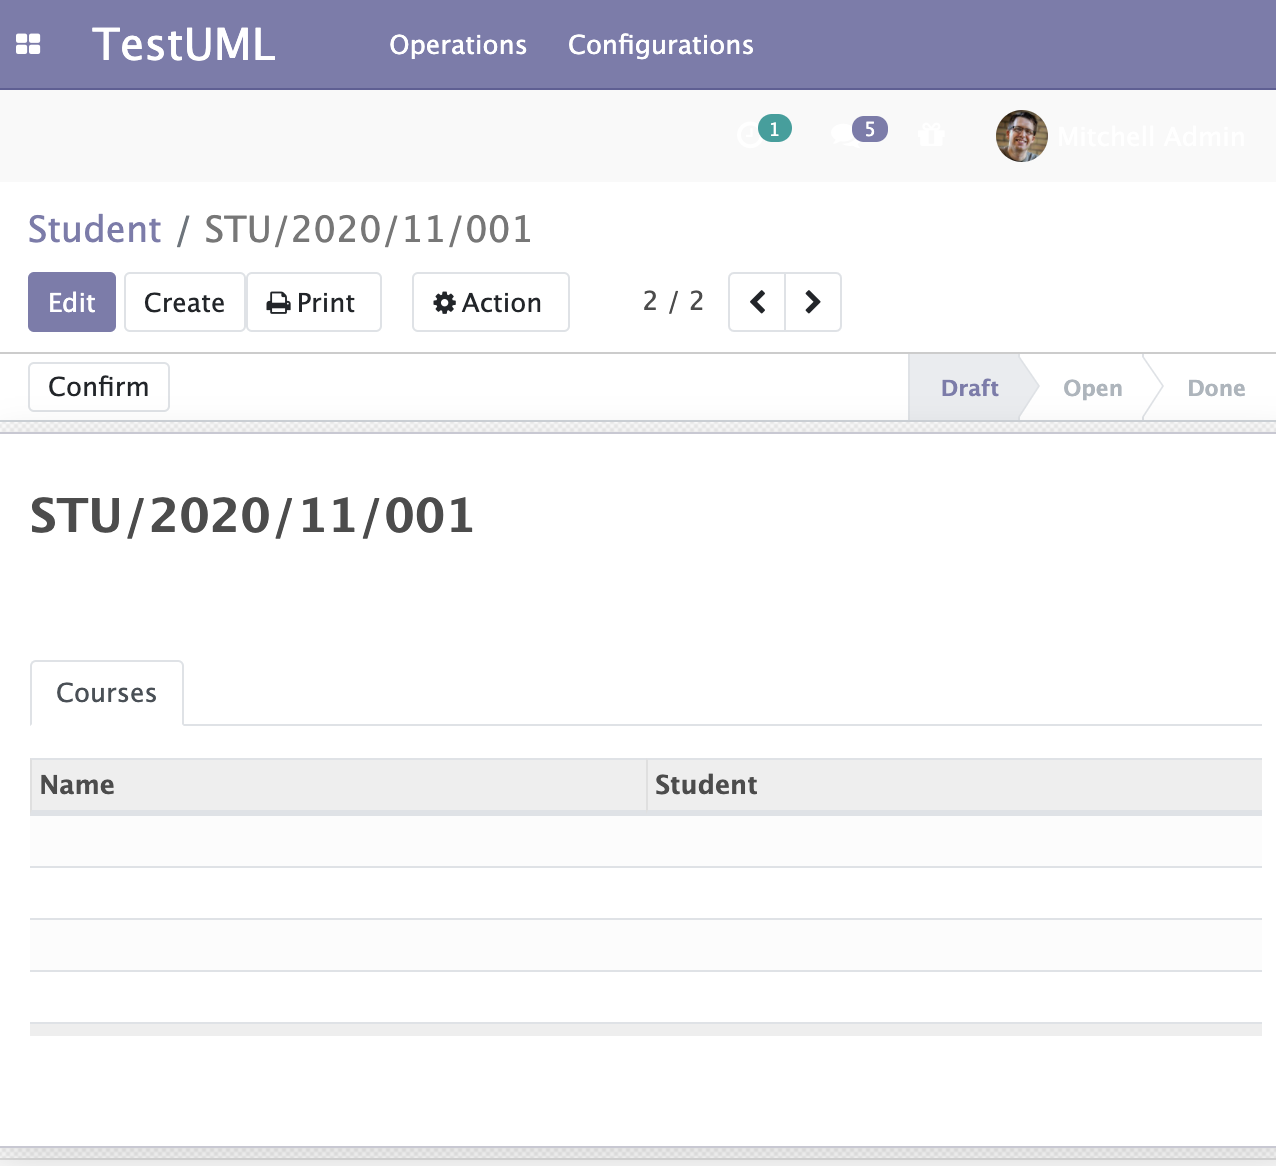 TestUML Operations Configurations
1 5 Mitchell Admin
Student / STU/2020/11/001
Edit Create Print Action 2 / 2
Confirm Draft Open Done
STU/2020/11/001
Courses
Name Student